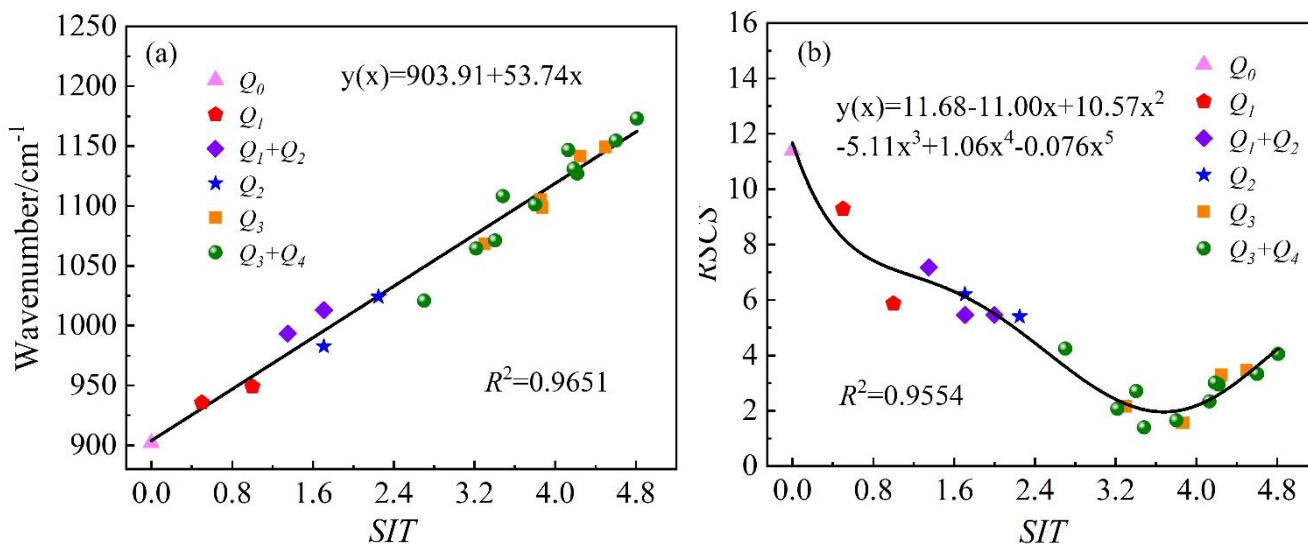 (a)
y(x)=903.91+53.74x
Q₀
Q₁
Q₁+Q₂
Q₂
Q₃
Q₃+Q₄
R²=0.9651
Wavenumber/cm⁻¹
1250
1200
1150
1100
1050
1000
950
900
0.0 0.8 1.6 2.4 3.2 4.0 4.8
SIT
(b)
y(x)=11.68-11.00x+10.57x²
-5.11x³+1.06x⁴-0.076x⁵
Q₀
Q₁
Q₁+Q₂
Q₂
Q₃
Q₃+Q₄
R²=0.9554
RSCS
16
14
12
10
8
6
4
2
0
0.0 0.8 1.6 2.4 3.2 4.0 4.8
SIT